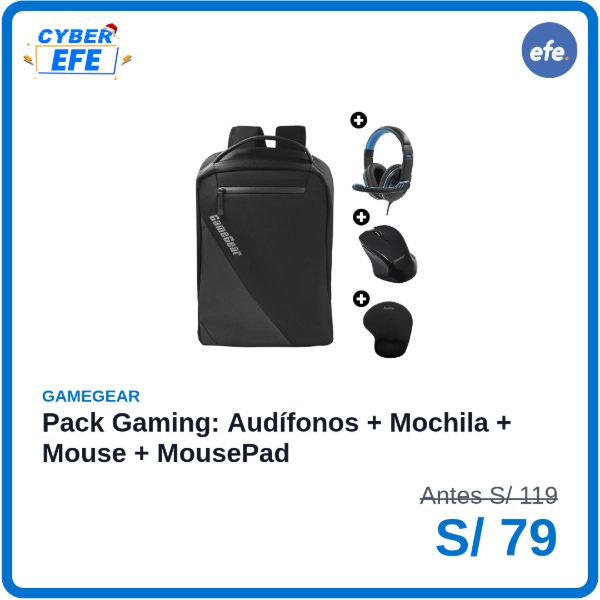 CYBER
EFE
efe.
GameGear
GAMEGEAR
Pack Gaming: Audífonos + Mochila +
Mouse + MousePad
Antes S/ 119
S/ 79